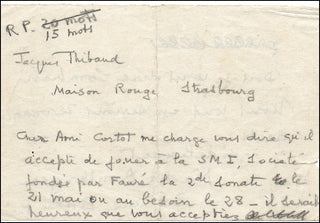 R P. 20 mots
15 mots
Jacques Thibaud
Maison Rouge, Strasbourg
Cher Ami Cortot me charge vous dire qu'il
accepte de jouer à la SMI, Societe
fondée par Fauré la 2de Sonate le
21 mai ou au besoin le 28 - il serait
heureux que vous acceptiez